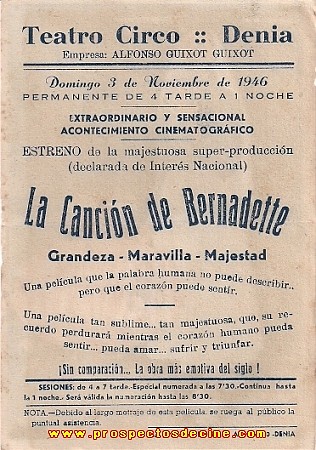 Teatro Circo :: Denia
Empresa: ALFONSO GUIXOT GUIXOT
Domingo 3 de Noviembre de 1946
PERMANENTE DE 4 TARDE A 1 NOCHE
EXTRAORDINARIO Y SENSACIONAL
ACONTECIMIENTO CINEMATOGRÁFICO
ESTRENO de la majestuosa super-producción
(declarada de Interés Nacional)
La Canción de Bernadette
Grandeza - Maravilla - Majestad
Una película que la palabra humana no puede describir..
pero que el corazón puede sentir.
Una película tan sublime... tan majestuosa, que, su re-
cuerdo perdurará mientras el corazón humano pueda
sentir... pueda amar... sufrir y triunfar.
¡Sin comparación... La obra más emotiva del siglo!
SESIONES: de 4 a 7 tarde.-Especial numerada a las 7'30.-Continua hasta
la 1 noche. Será válida la numeración hasta las 8'30.
NOTA.-Debido al largo metraje de esta película, se ruega al público la
puntual asistencia.
-DENIA
www.prospectosdecine.com